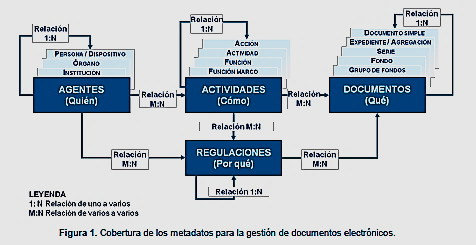 Relación
1:N
Relación
1:N
Relación
1:N
PERSONA / DISPOSITIVO
ÓRGANO
INSTITUCIÓN
ACCIÓN
ACTIVIDAD
FUNCIÓN
FUNCIÓN MARCO
DOCUMENTO SIMPLE
EXPEDIENTE / AGREGACIÓN
SERIE
FONDO
GRUPO DE FONDOS
AGENTES
(Quién)
Relación
M:N
ACTIVIDADES
(Cómo)
Relación
M:N
DOCUMENTOS
(Qué)
Relación M:N
Relación
M:N
REGULACIONES
(Por qué)
Relación
M:N
Relación 1:N
LEYENDA
1: N Relación de uno a varios
M:N Relación de varios a varios
Figura 1. Cobertura de los metadatos para la gestión de documentos electrónicos.